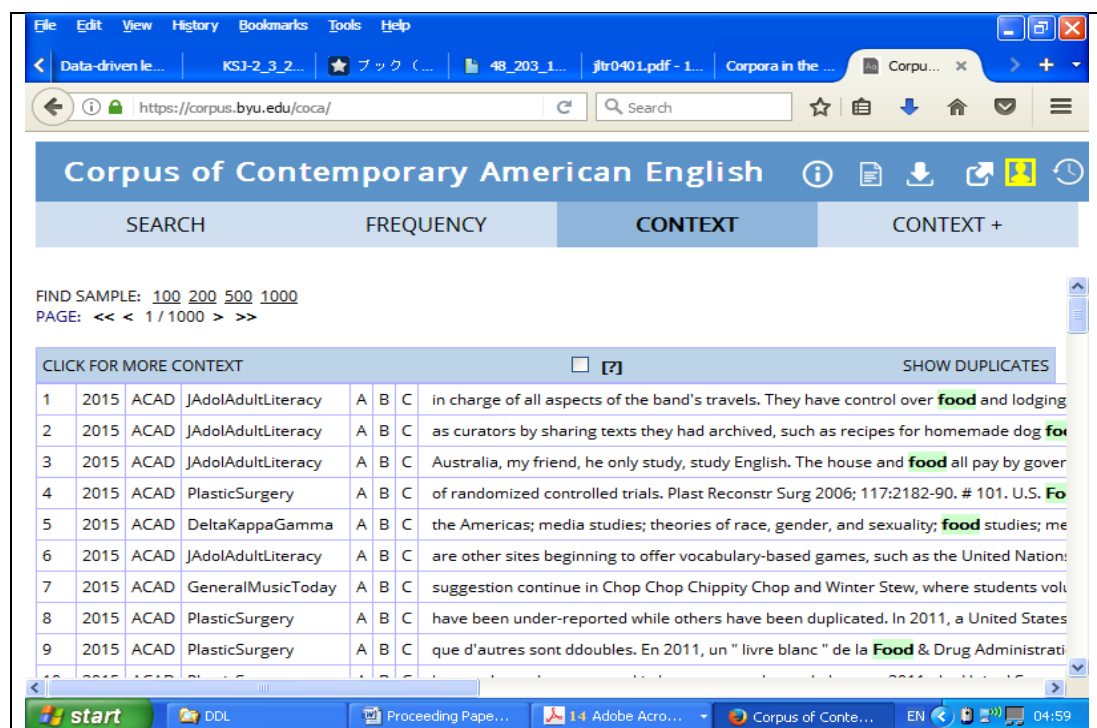 File Edit View History Bookmarks Tools Help
Data-driven le... KSJ-2_3_2... ブック (... 48_203_1... jltr0401.pdf - 1... Corpora in the ... Corpu... ×
https://corpus.byu.edu/coca/ Search
Corpus of Contemporary American English
SEARCH FREQUENCY CONTEXT CONTEXT +
FIND SAMPLE: 100 200 500 1000
PAGE: << < 1 / 1000 > >>
CLICK FOR MORE CONTEXT [?] SHOW DUPLICATES
1 2015 ACAD JAdolAdultLiteracy A B C in charge of all aspects of the band's travels. They have control over food and lodging
2 2015 ACAD JAdolAdultLiteracy A B C as curators by sharing texts they had archived, such as recipes for homemade dog foo
3 2015 ACAD JAdolAdultLiteracy A B C Australia, my friend, he only study, study English. The house and food all pay by gover
4 2015 ACAD PlasticSurgery A B C of randomized controlled trials. Plast Reconstr Surg 2006; 117:2182-90. # 101. U.S. Fo
5 2015 ACAD DeltaKappaGamma A B C the Americas; media studies; theories of race, gender, and sexuality; food studies; me
6 2015 ACAD JAdolAdultLiteracy A B C are other sites beginning to offer vocabulary-based games, such as the United Nations
7 2015 ACAD GeneralMusicToday A B C suggestion continue in Chop Chop Chippity Chop and Winter Stew, where students volu
8 2015 ACAD PlasticSurgery A B C have been under-reported while others have been duplicated. In 2011, a United States
9 2015 ACAD PlasticSurgery A B C que d'autres sont ddoubles. En 2011, un " livre blanc " de la Food & Drug Administrati
start DDL Proceeding Pape... 14 Adobe Acro... Corpus of Conte... EN 04:59